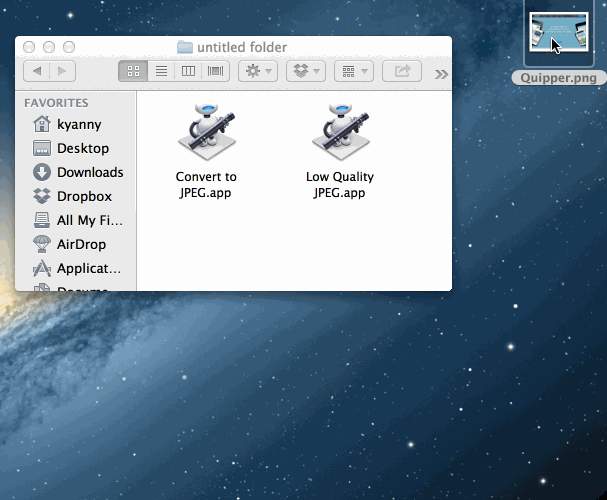 untitled folder
Quipper.png
FAVORITES
kyanny
Desktop
Downloads
Dropbox
All My Fi...
AirDrop
Applicat...
Docume...
Convert to
JPEG.app
Low Quality
JPEG.app